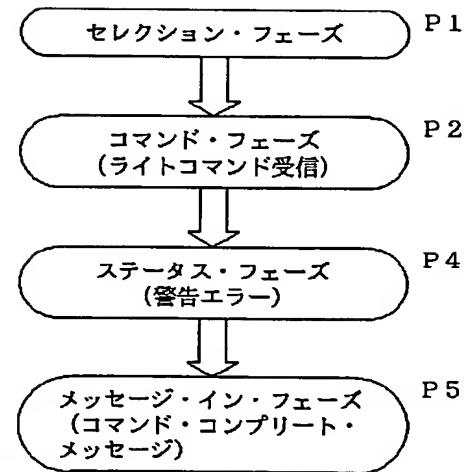 セレクション・フェーズ P1
コマンド・フェーズ P2
(ライトコマンド受信)
ステータス・フェーズ P4
(警告エラー)
メッセージ・イン・フェーズ P5
(コマンド・コンプリート・
メッセージ)